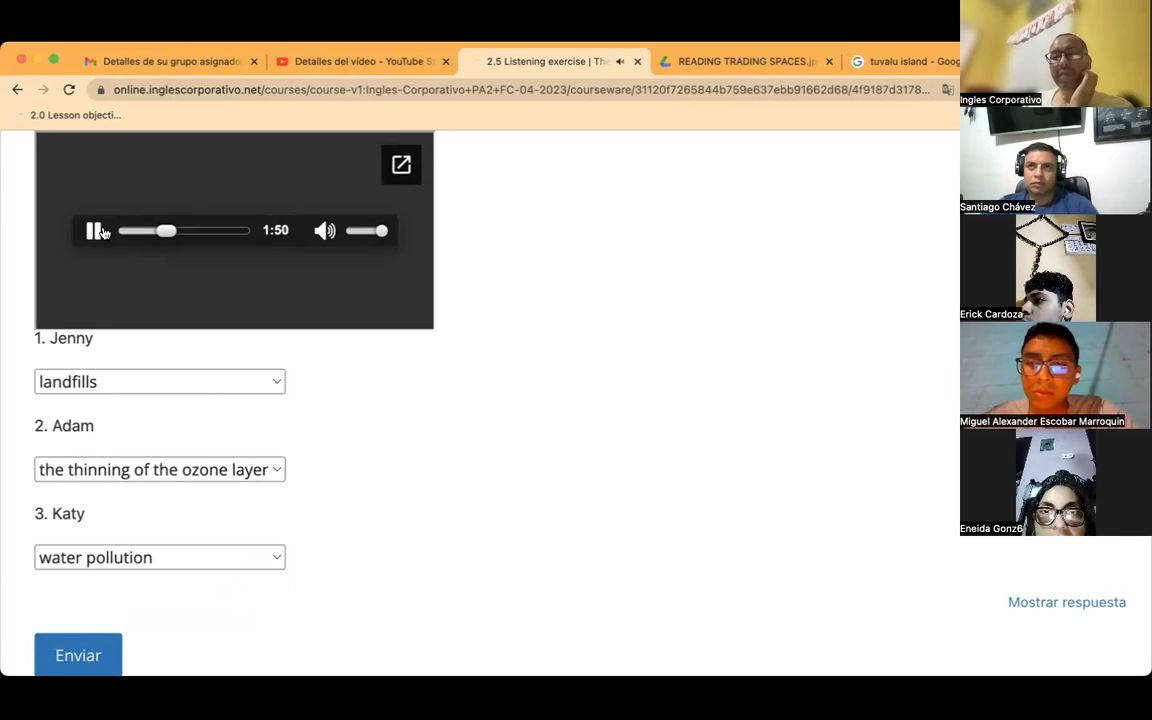 Detalles de su grupo asignado
Detalles del vídeo - YouTube S
2.5 Listening exercise | The
READING TRADING SPACES.jp
tuvalu island - Goog
online.inglescorporativo.net/courses/course-v1:Ingles-Corporativo+PA2+FC-04-2023/courseware/31120f7265844b759e637ebb91662d68/4f9187d3178...
2.0 Lesson objecti...
1:50
1. Jenny
landfills
2. Adam
the thinning of the ozone layer
3. Katy
water pollution
Mostrar respuesta
Enviar
Ingles Corporativo
Santiago Chávez
Erick Cardoza
Miguel Alexander Escobar Marroquin
Eneida Gonz6